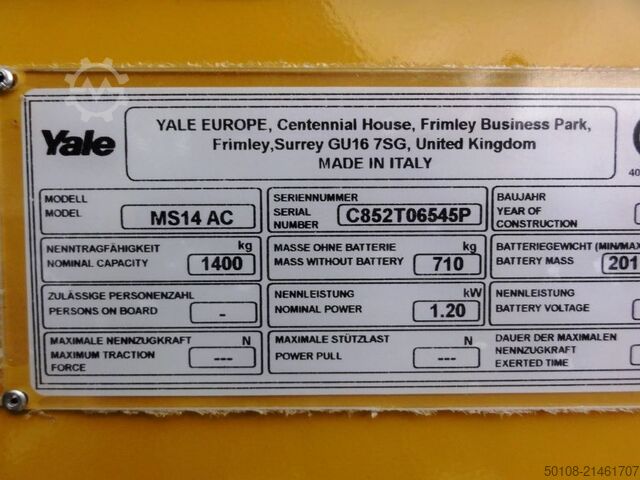 Yale
YALE EUROPE, Centennial House, Frimley Business Park,
Frimley,Surrey GU16 7SG, United Kingdom
MADE IN ITALY
40
MODELL
MODEL
MS14 AC
SERIENNUMMER
SERIAL
NUMBER
C852T06545P
BAUJAHR
YEAR OF
CONSTRUCTION
NENNTRAGFÄHIGKEIT
NOMINAL CAPACITY
kg
1400
MASSE OHNE BATTERIE
MASS WITHOUT BATTERY
kg
710
BATTERIEGEWICHT (MIN/MAX
BATTERY MASS
201
ZULÄSSIGE PERSONENZAHL
PERSONS ON BOARD
-
NENNLEISTUNG
NOMINAL POWER
kW
1.20
NENNLEISTUNG
BATTERY VOLTAGE
MAXIMALE NENNZUGKRAFT
MAXIMUM TRACTION
FORCE
N
---
MAXIMALE STÜTZLAST
POWER PULL
N
---
DAUER DER MAXIMALEN
NENNZUGKRAFT
EXERTED TIME
50108-21461707